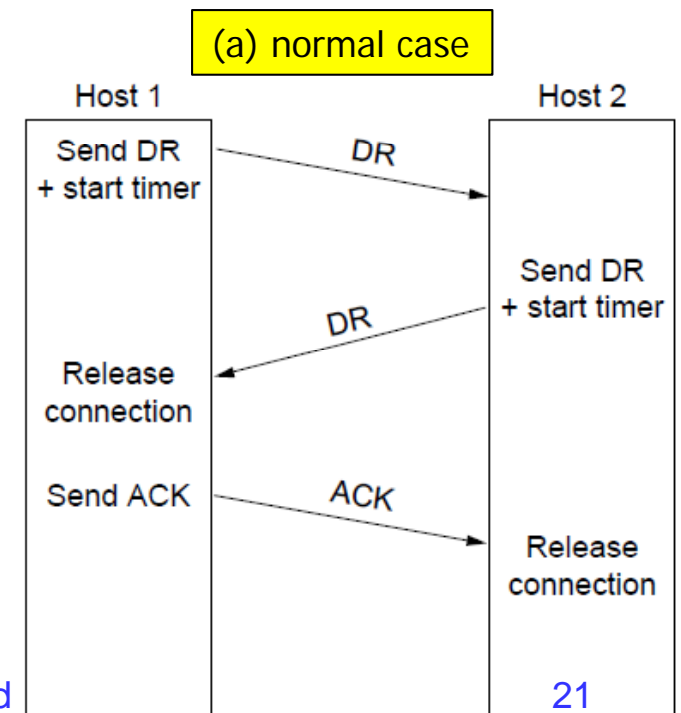 (a) normal case
Host 1
Host 2
Send DR
+ start timer
DR
Send DR
+ start timer
DR
Release
connection
Send ACK
ACK
Release
connection
d
21